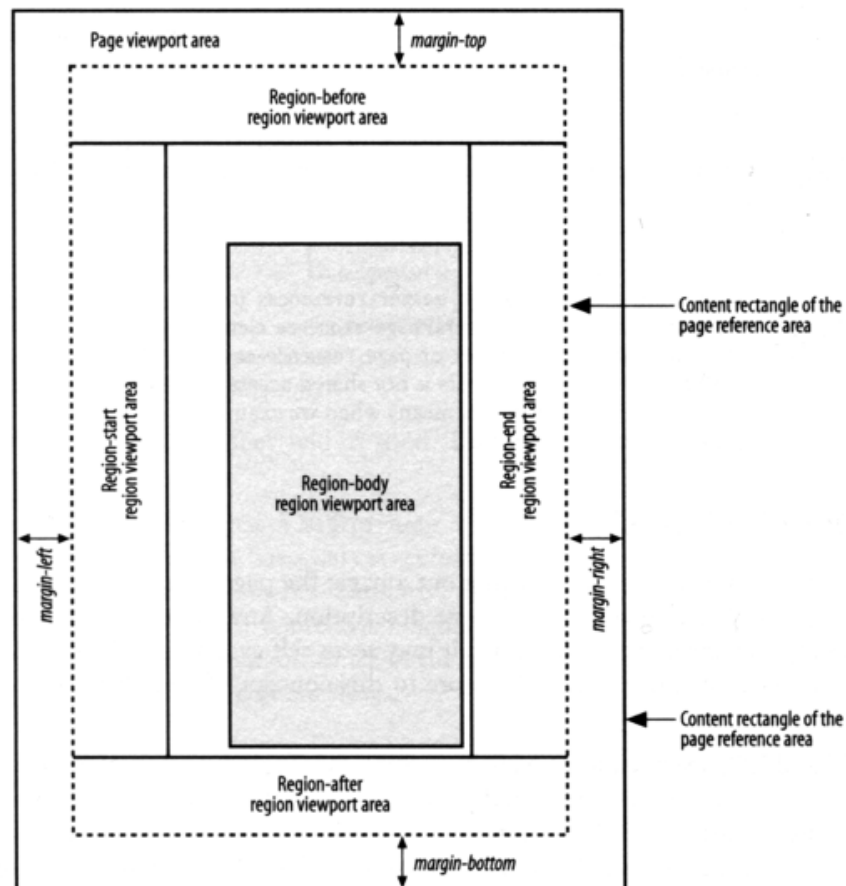 Page viewport area
margin-top
Region-before
region viewport area
Content rectangle of the
page reference area
Region-start
region viewport area
Region-end
region viewport area
Region-body
region viewport area
margin-left
margin-right
Content rectangle of the
page reference area
Region-after
region viewport area
margin-bottom